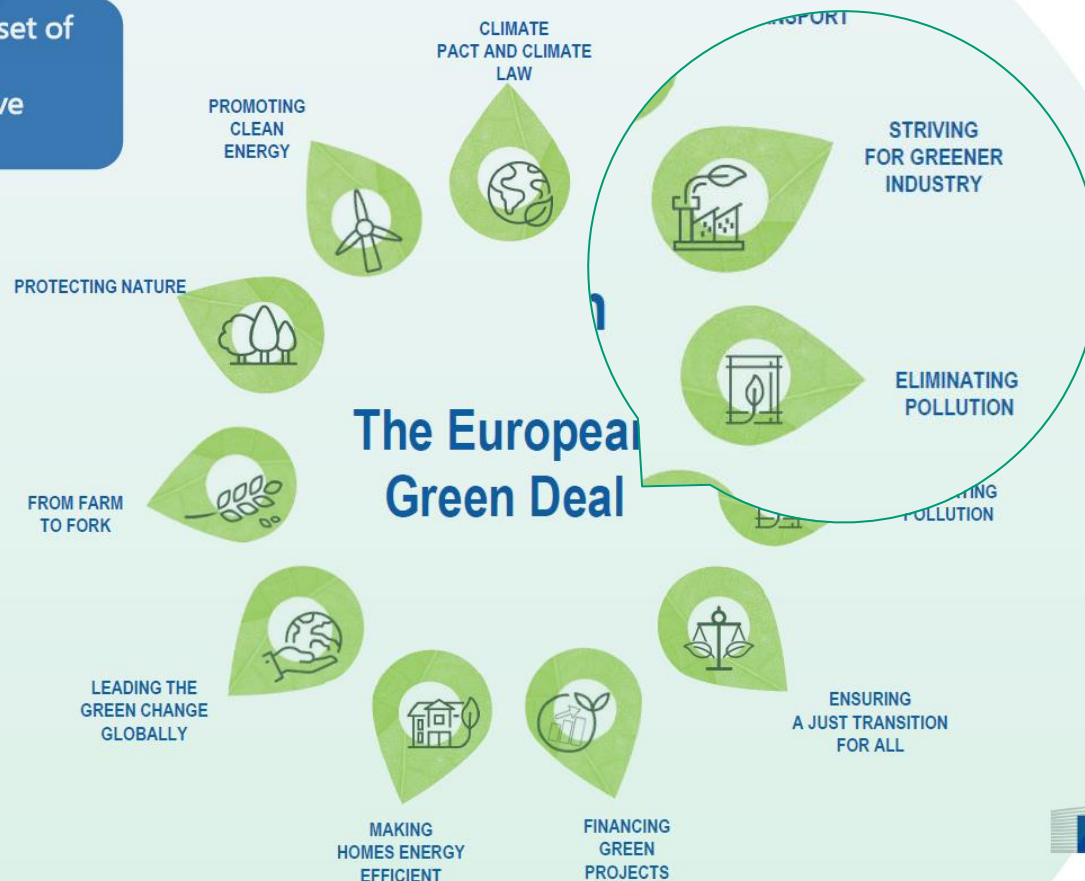 set of
CLIMATE
PACT AND CLIMATE
LAW
PROMOTING
CLEAN
ENERGY
STRIVING
FOR GREENER
INDUSTRY
PROTECTING NATURE
ELIMINATING
POLLUTION
The European
Green Deal
FROM FARM
TO FORK
POLLUTION
LEADING THE
GREEN CHANGE
GLOBALLY
ENSURING
A JUST TRANSITION
FOR ALL
MAKING
HOMES ENERGY
EFFICIENT
FINANCING
GREEN
PROJECTS